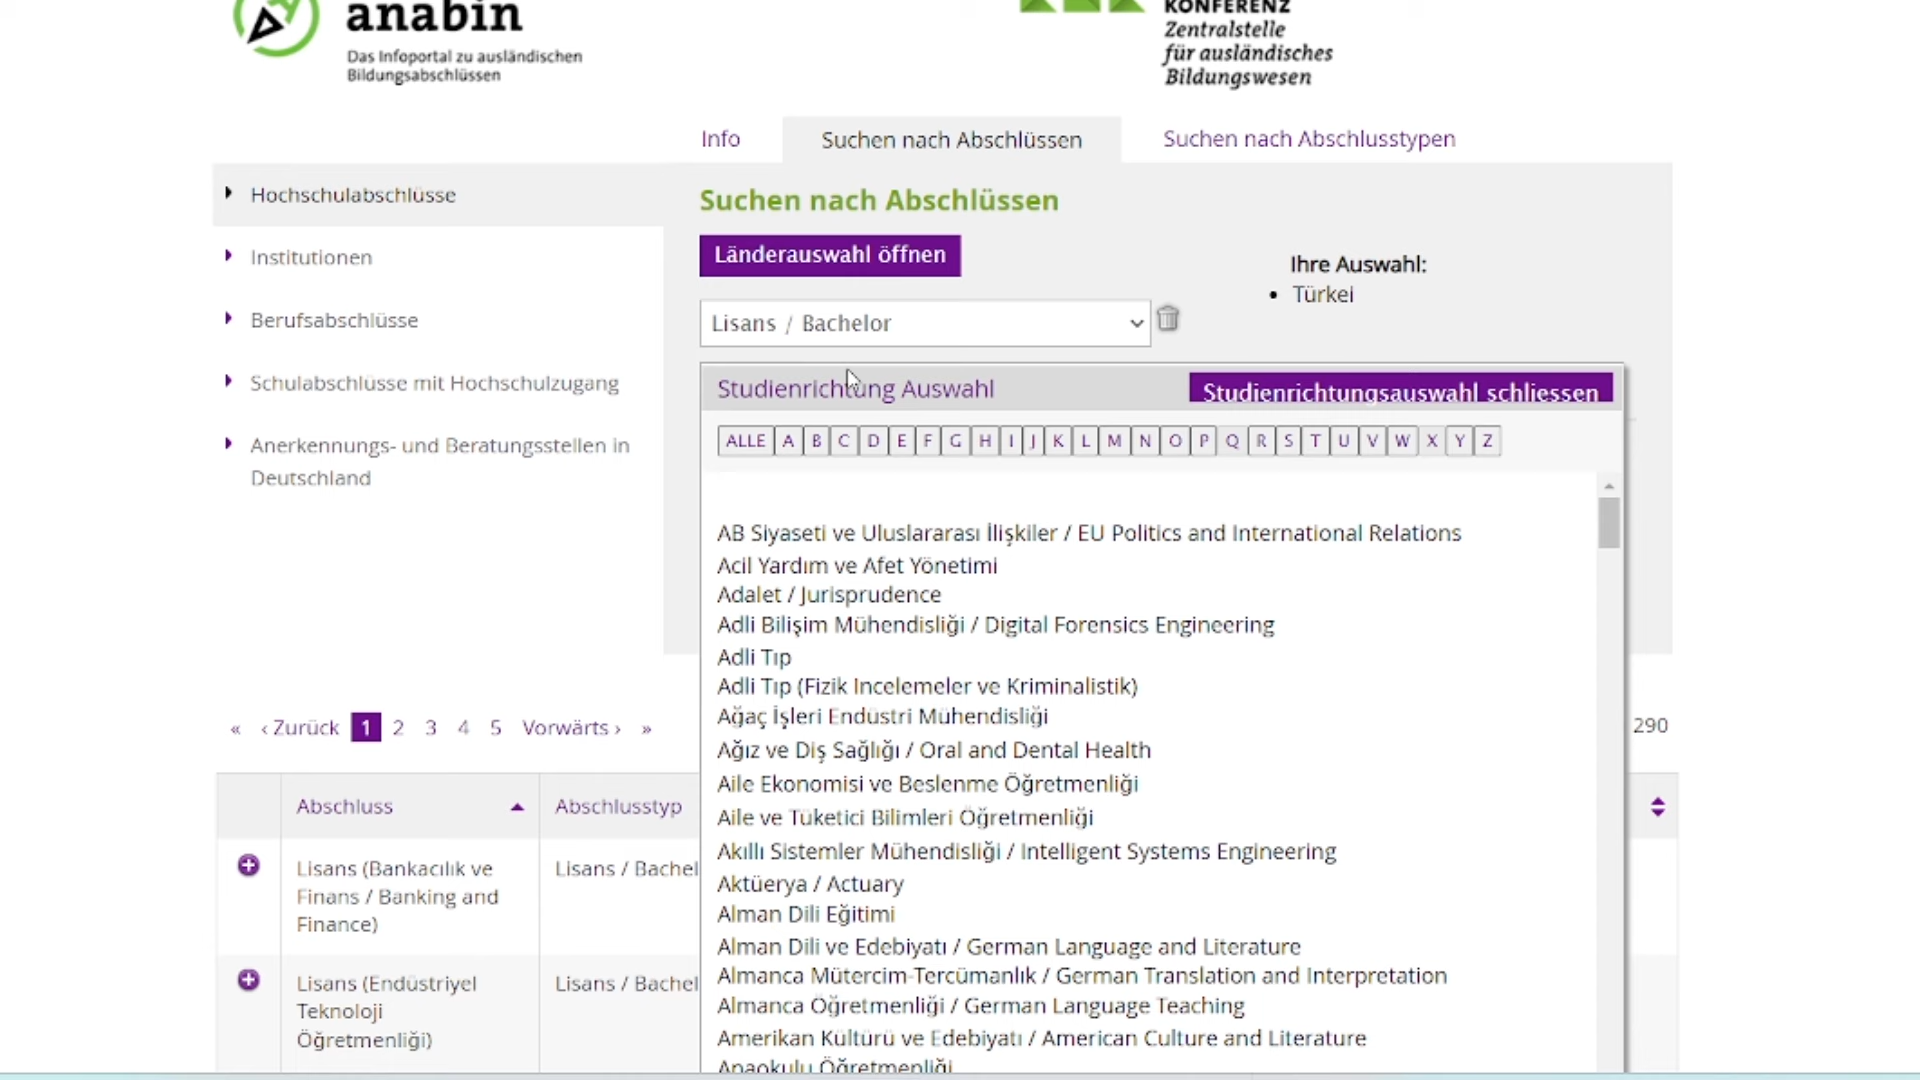 anabin
Das Infoportal zu ausländischen
Bildungsabschlüssen
KONFERENZ
Zentralstelle
für ausländisches
Bildungswesen
Info
Suchen nach Abschlüssen
Suchen nach Abschlusstypen
Hochschulabschlüsse
Institutionen
Berufsabschlüsse
Schulabschlüsse mit Hochschulzugang
Anerkennungs- und Beratungsstellen in
Deutschland
Suchen nach Abschlüssen
Länderauswahl öffnen
Ihre Auswahl:
• Türkei
Lisans / Bachelor
Studienrichtung Auswahl
Studienrichtungsauswahl schliessen
ALLE A B C D E F G H I J K L M N O P Q R S T U V W X Y Z
AB Siyaseti ve Uluslararası İlişkiler / EU Politics and International Relations
Acil Yardım ve Afet Yönetimi
Adalet / Jurisprudence
Adli Bilişim Mühendisliği / Digital Forensics Engineering
Adli Tıp
Adli Tıp (Fizik Incelemeler ve Kriminalistik)
Ağaç İşleri Endüstri Mühendisliği
Ağız ve Diş Sağlığı / Oral and Dental Health
Aile Ekonomisi ve Beslenme Öğretmenliği
Aile ve Tüketici Bilimleri Öğretmenliği
Akıllı Sistemler Mühendisliği / Intelligent Systems Engineering
Aktüerya / Actuary
Alman Dili Eğitimi
Alman Dili ve Edebiyatı / German Language and Literature
Almanca Mütercim-Tercümanlık / German Translation and Interpretation
Almanca Öğretmenliği / German Language Teaching
Amerikan Kültürü ve Edebiyatı / American Culture and Literature
Anaokulu Öğretmenliği
« ‹ Zurück 1 2 3 4 5 Vorwärts › »
290
Abschluss
Abschlusstyp
Lisans (Bankacılık ve
Finans / Banking and
Finance)
Lisans / Bachel
Lisans (Endüstriyel
Teknoloji
Öğretmenliği)
Lisans / Bachel